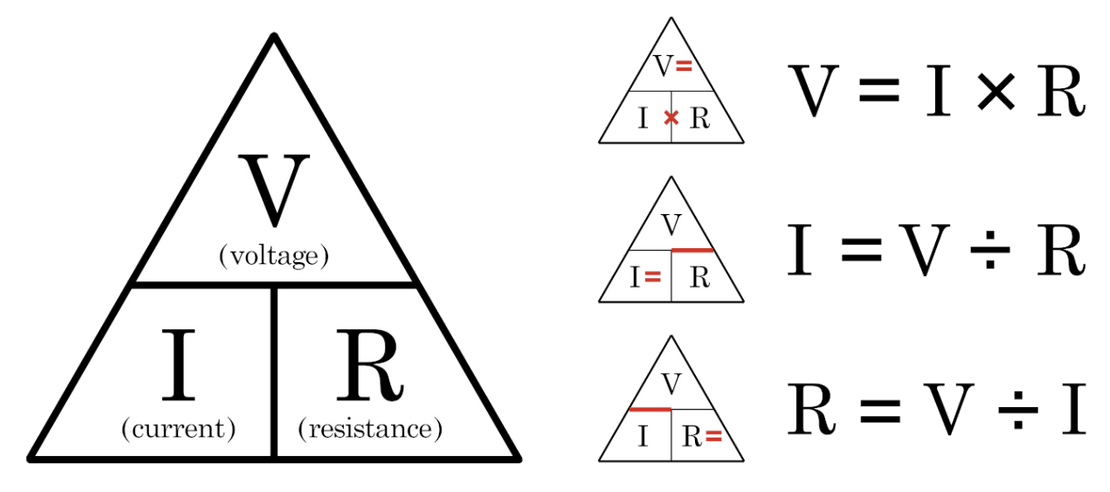 V
(voltage)
I R
(current) (resistance)
V=
I × R
V = I × R
V
I= R
I = V ÷ R
V
I R=
R = V ÷ I